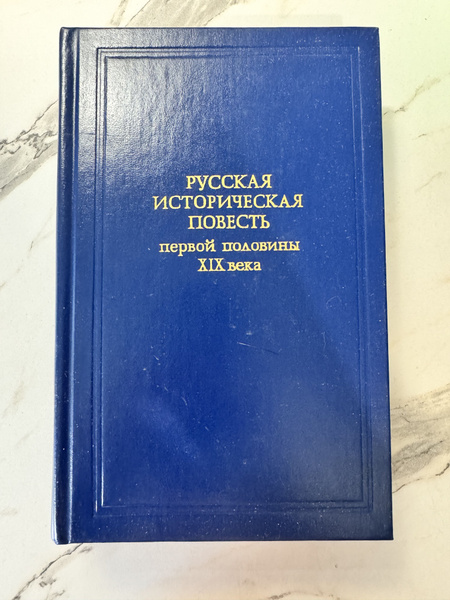 РУССКАЯ
ИСТОРИЧЕСКАЯ
ПОВЕСТЬ
первой половины
XIX века